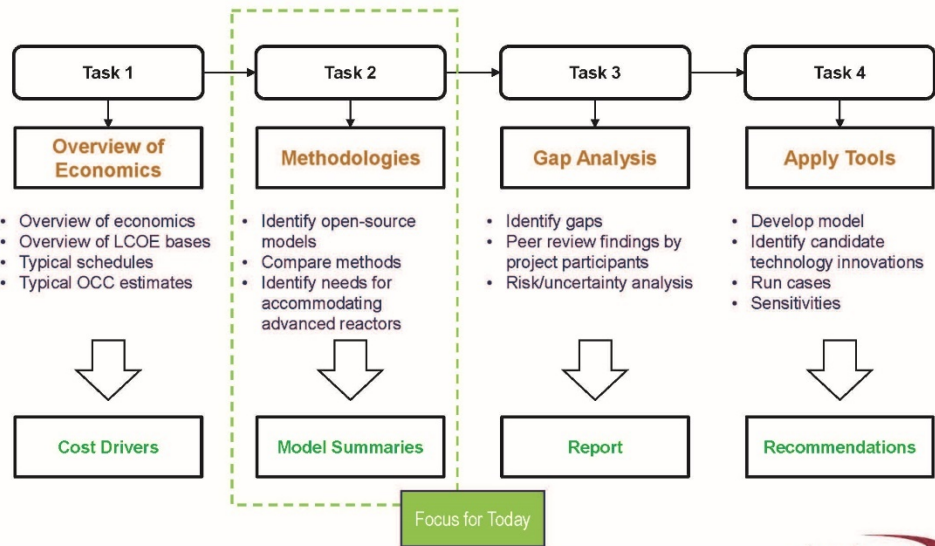 Task 1
Task 2
Task 3
Task 4
Overview of
Economics
Methodologies
Gap Analysis
Apply Tools
• Overview of economics
• Overview of LCOE bases
• Typical schedules
• Typical OCC estimates
• Identify open-source
models
• Compare methods
• Identify needs for
accommodating
advanced reactors
• Identify gaps
• Peer review findings by
project participants
• Risk/uncertainty analysis
• Develop model
• Identify candidate
technology innovations
• Run cases
• Sensitivities
Cost Drivers
Model Summaries
Report
Recommendations
Focus for Today